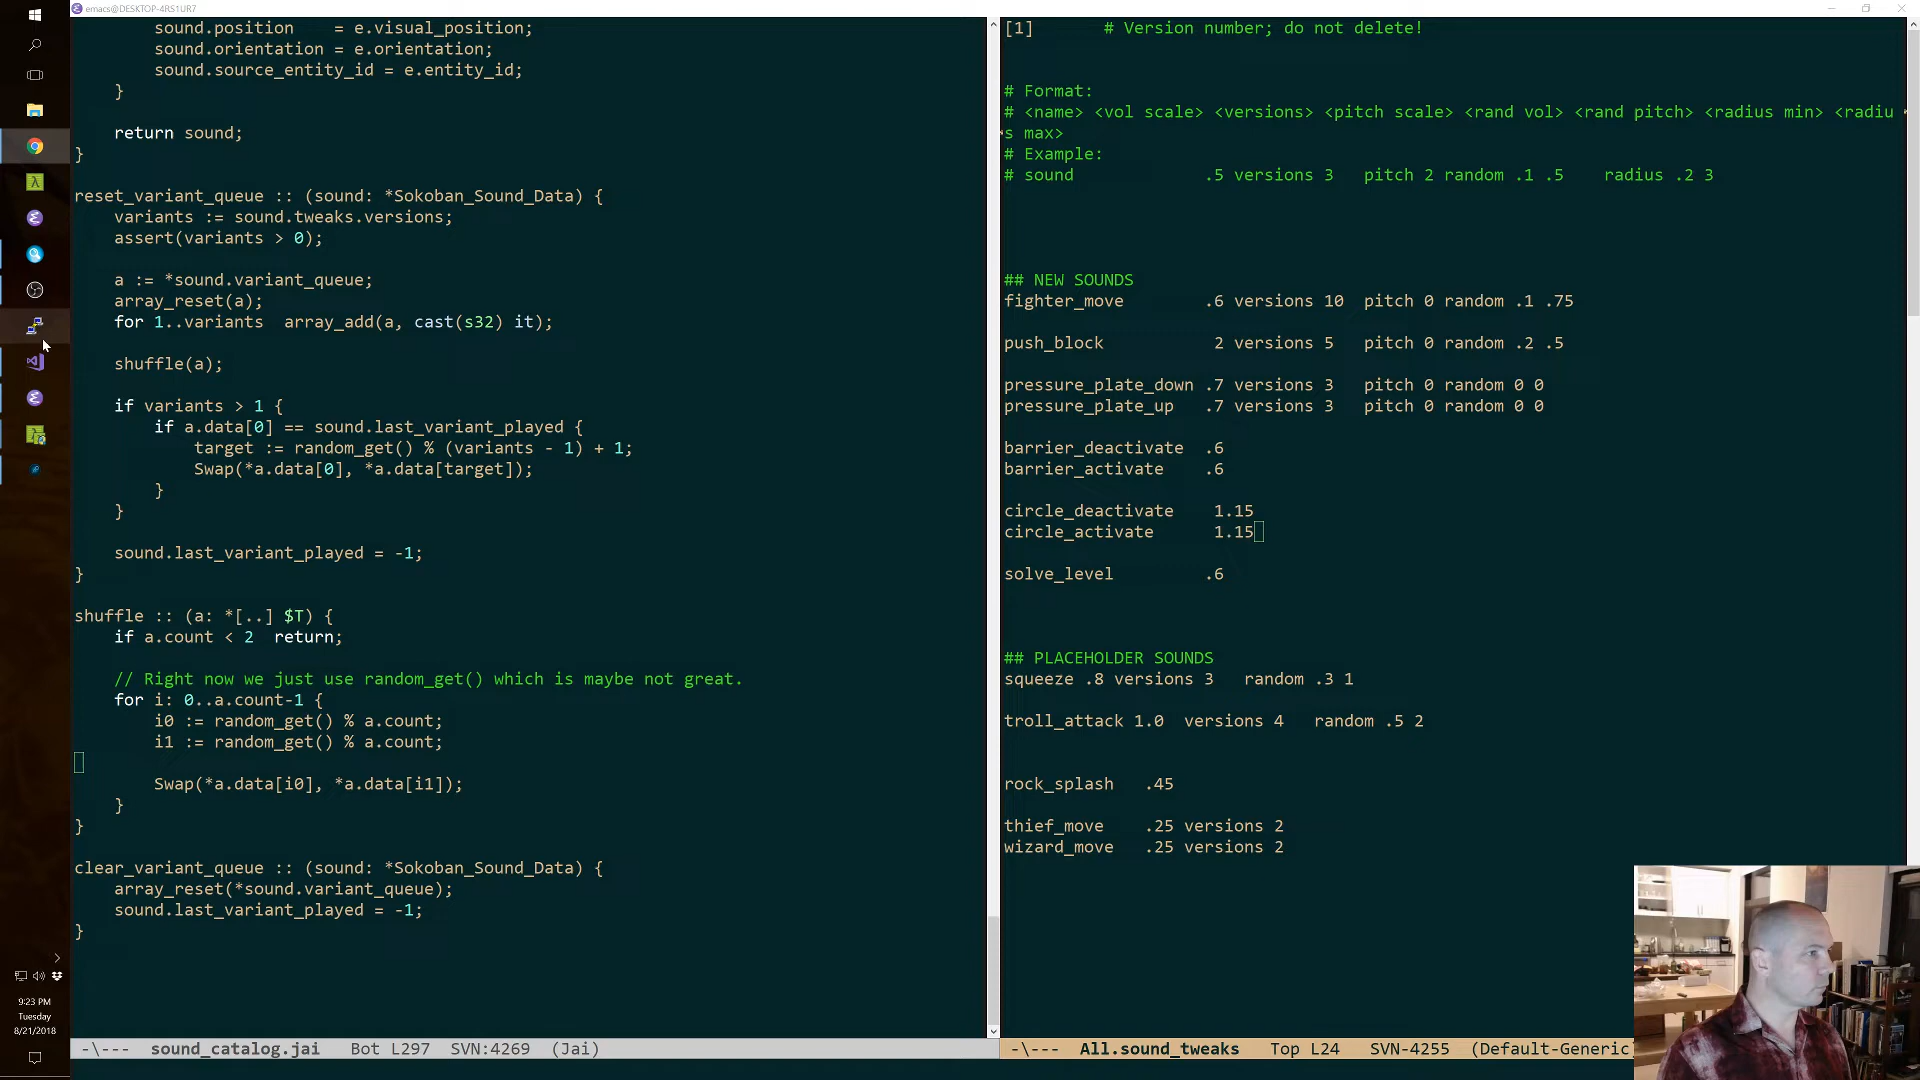 emacs@DESKTOP-4RS1UR7
sound.position    = e.visual_position;
sound.orientation = e.orientation;
sound.source_entity_id = e.entity_id;
}
return sound;
}
reset_variant_queue :: (sound: *Sokoban_Sound_Data) {
variants := sound.tweaks.versions;
assert(variants > 0);
a := *sound.variant_queue;
array_reset(a);
for 1..variants  array_add(a, cast(s32) it);
shuffle(a);
if variants > 1 {
if a.data[0] == sound.last_variant_played {
target := random_get() % (variants - 1) + 1;
Swap(*a.data[0], *a.data[target]);
}
}
sound.last_variant_played = -1;
}
shuffle :: (a: *[..] $T) {
if a.count < 2  return;
// Right now we just use random_get() which is maybe not great.
for i: 0..a.count-1 {
i0 := random_get() % a.count;
i1 := random_get() % a.count;
Swap(*a.data[i0], *a.data[i1]);
}
}
clear_variant_queue :: (sound: *Sokoban_Sound_Data) {
array_reset(*sound.variant_queue);
sound.last_variant_played = -1;
}
-\---  sound_catalog.jai   Bot L297  SVN:4269  (Jai)
[1]       # Version number; do not delete!
# Format:
# <name> <vol scale> <versions> <pitch scale> <rand vol> <rand pitch> <radius min> <radiu
s max>
# Example:
# sound             .5 versions 3   pitch 2 random .1 .5    radius .2 3
## NEW SOUNDS
fighter_move        .6 versions 10  pitch 0 random .1 .75
push_block           2 versions 5   pitch 0 random .2 .5
pressure_plate_down .7 versions 3   pitch 0 random 0 0
pressure_plate_up   .7 versions 3   pitch 0 random 0 0
barrier_deactivate  .6
barrier_activate    .6
circle_deactivate    1.15
circle_activate      1.15
solve_level         .6
## PLACEHOLDER SOUNDS
squeeze .8 versions 3   random .3 1
troll_attack 1.0  versions 4   random .5 2
rock_splash   .45
thief_move    .25 versions 2
wizard_move   .25 versions 2
-\---  All.sound_tweaks   Top L24   SVN-4255  (Default-Generic
9:23 PM
Tuesday
8/21/2018